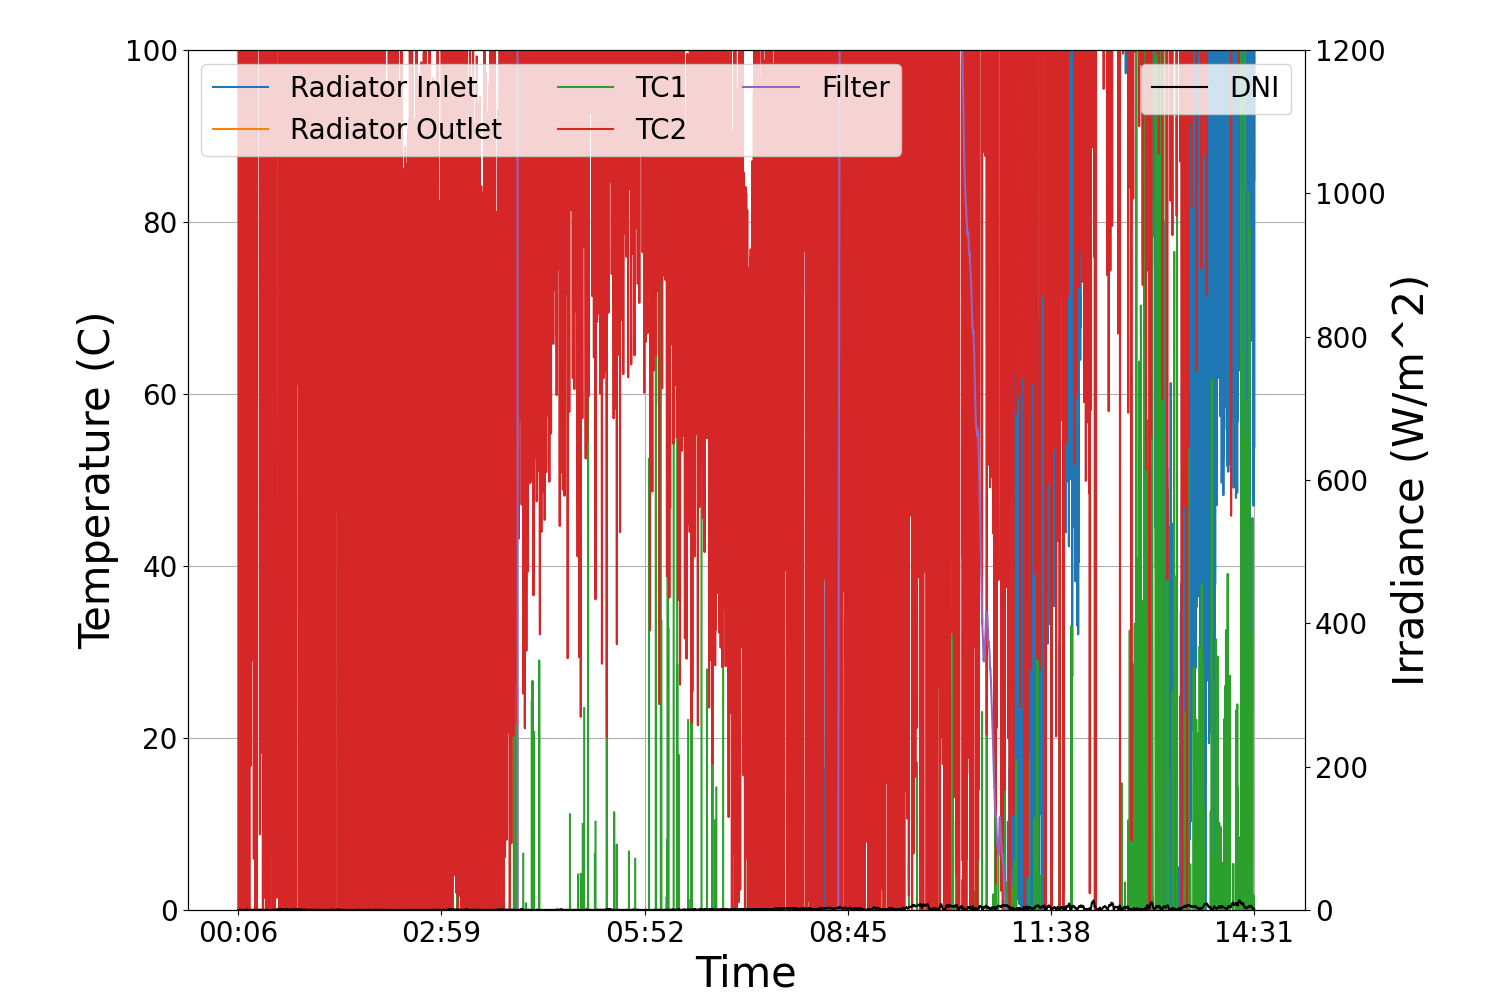 100
80
60
40
20
0
Temperature (C)
Radiator Inlet
Radiator Outlet
TC1
TC2
Filter
DNI
1200
1000
800
600
400
200
0
Irradiance (W/m^2)
00:06 02:59 05:52 08:45 11:38 14:31
Time